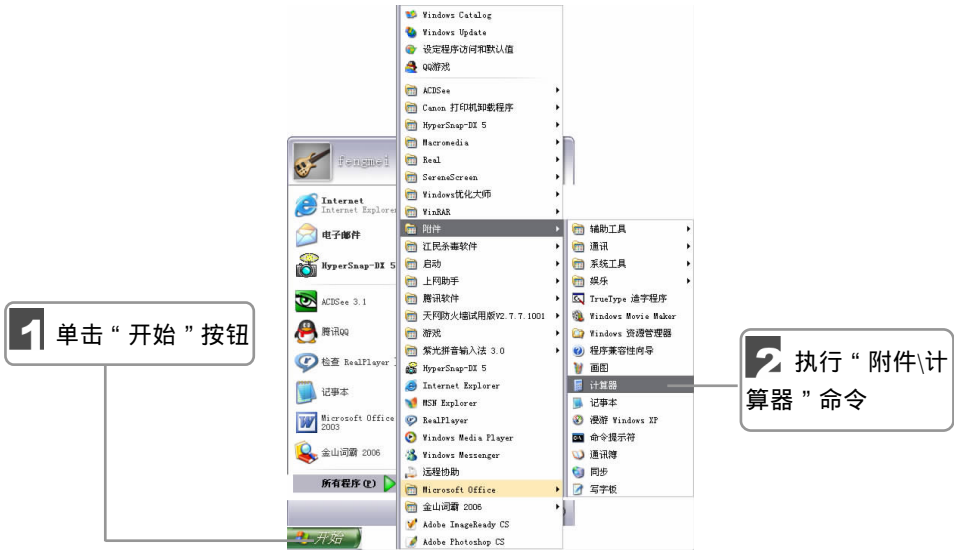 Windows Catalog
Windows Update
设定程序访问和默认值
QQ游戏
ACDSee
Canon 打印机卸载程序
HyperSnap-DX 5
Macromedia
Real
SereneScreen
Windows优化大师
WinRAR
附件
江民杀毒软件
启动
上网助手
腾讯软件
天网防火墙试用版V2.7.7.1001
游戏
紫光拼音输入法 3.0
HyperSnap-DX 5
Internet Explorer
MSN Explorer
RealPlayer
Windows Media Player
Windows Messenger
远程协助
Microsoft Office
金山词霸 2006
Adobe ImageReady CS
Adobe Photoshop CS
fengmei
Internet
Internet Explorer
电子邮件
HyperSnap-DX 5
ACDSee 3.1
腾讯QQ
检查 RealPlayer
记事本
Microsoft Office
2003
金山词霸 2006
所有程序(P)
开始
辅助工具
通讯
系统工具
娱乐
TrueType 造字程序
Windows Movie Maker
Windows 资源管理器
程序兼容性向导
画图
计算器
记事本
漫游 Windows XP
命令提示符
通讯簿
同步
写字板
1 单击“开始”按钮
2 执行“附件\计
算器”命令